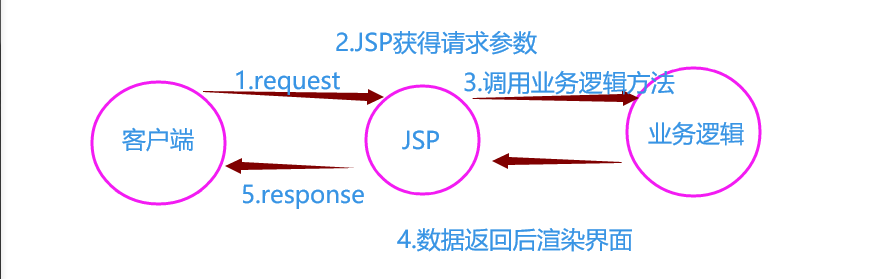 2.JSP获得请求参数
1.request
3.调用业务逻辑方法
客户端
JSP
业务逻辑
5.response
4.数据返回后渲染界面